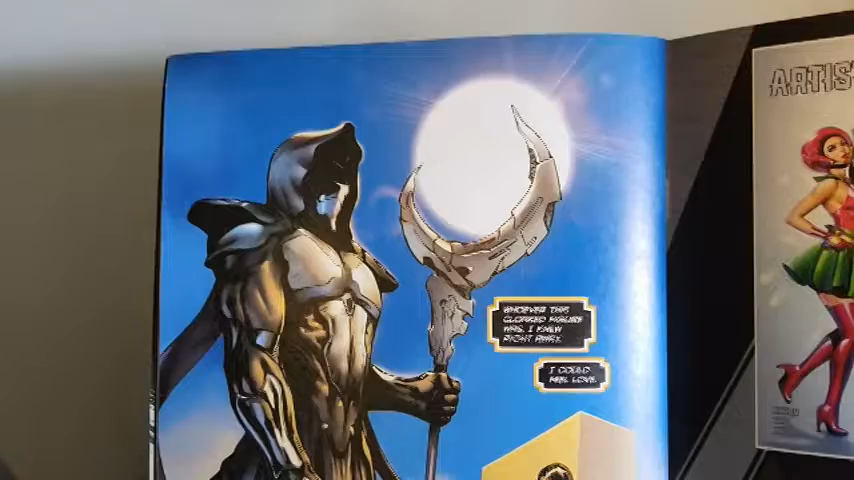 WHOEVER THIS
CLOAKED FIGURE
WAS, I KNEW
RIGHT AWAY.
I COULD
FEEL LOVE.
ARTIS